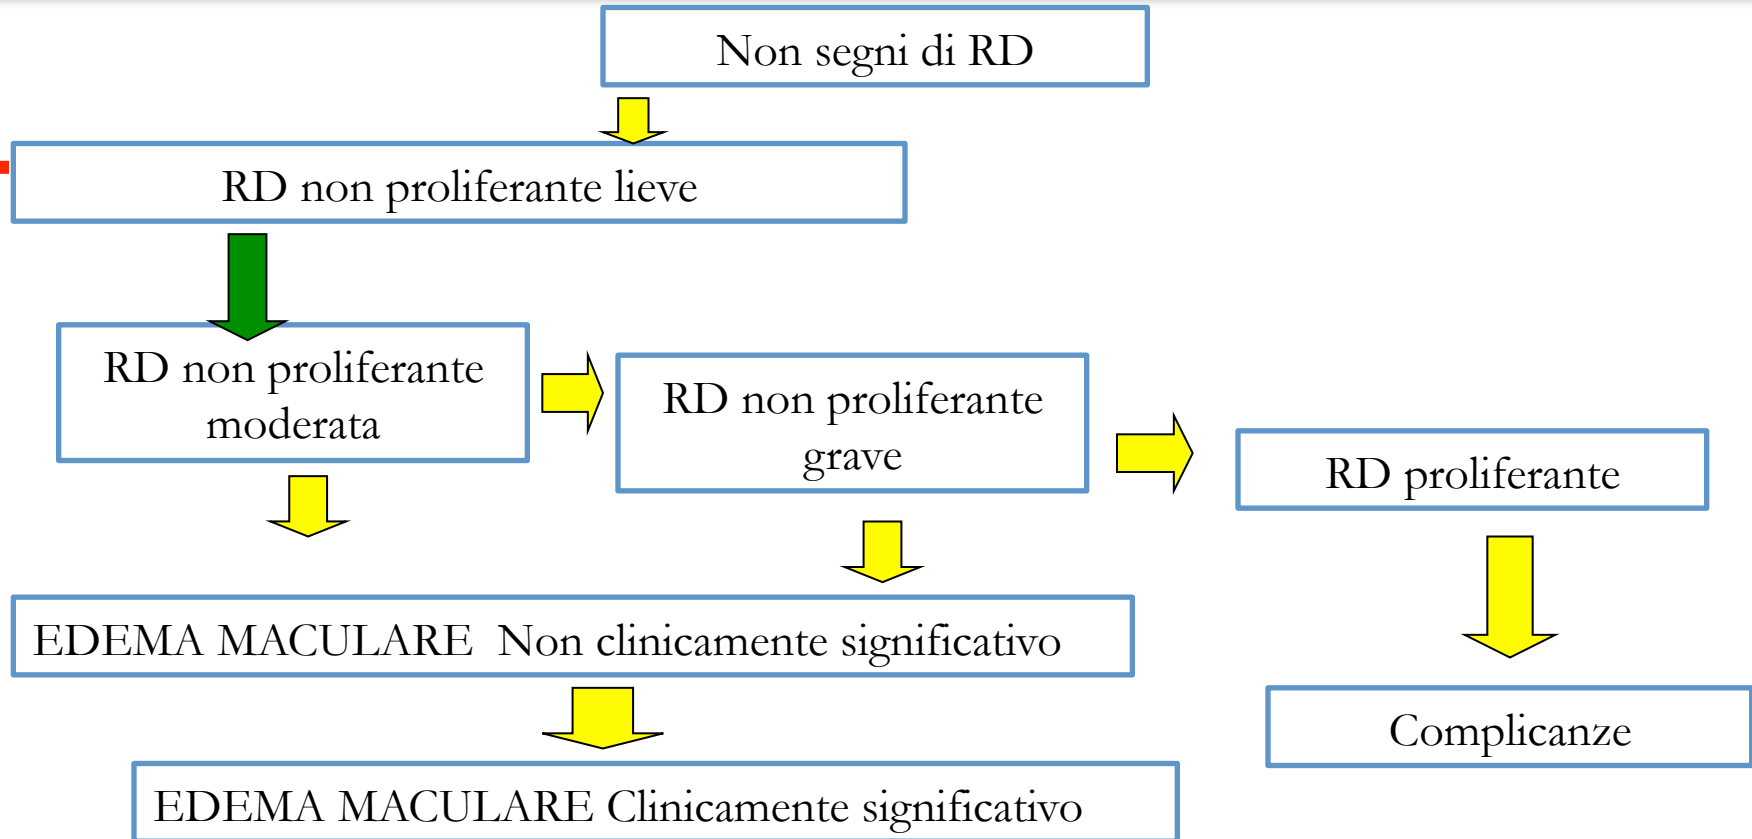 Non segni di RD
RD non proliferante lieve
RD non proliferante
moderata
RD non proliferante
grave
RD proliferante
EDEMA MACULARE Non clinicamente significativo
Complicanze
EDEMA MACULARE Clinicamente significativo